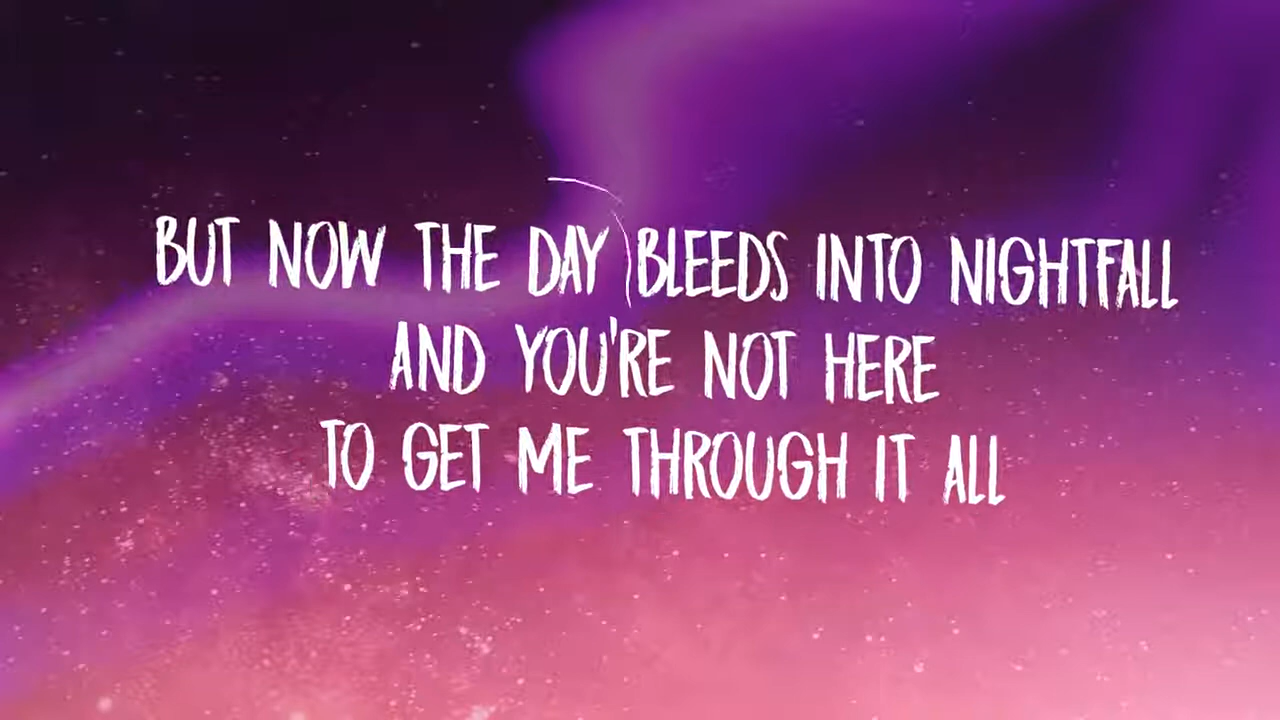 BUT NOW THE DAY BLEEDS INTO NIGHTFALL
AND YOU'RE NOT HERE
TO GET ME THROUGH IT ALL